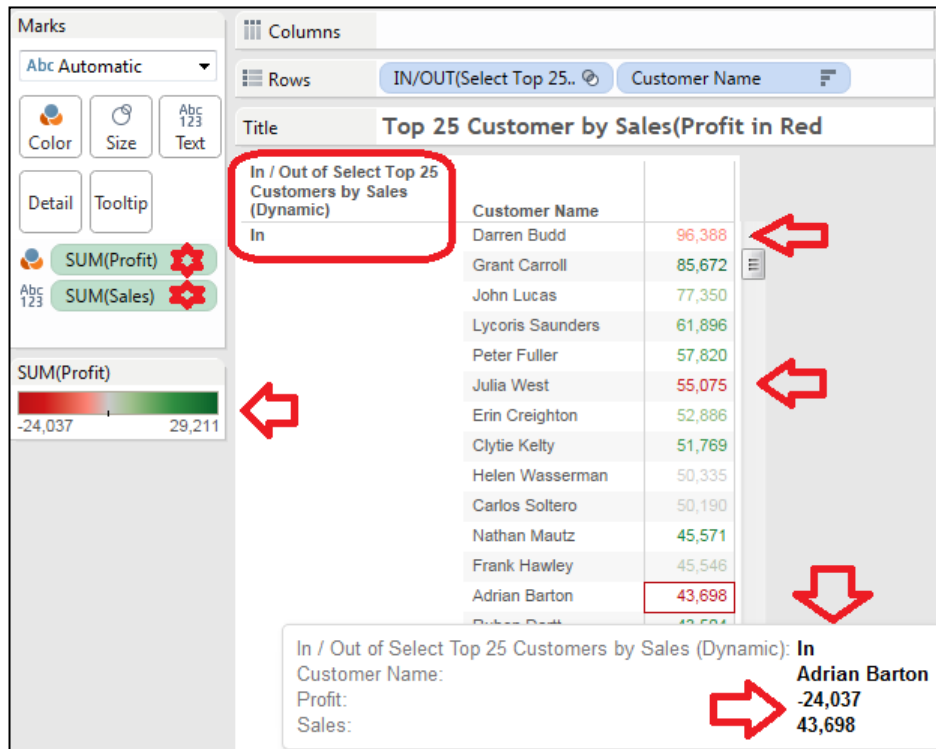 Marks
Abc Automatic
Color
Size
Abc
123
Text
Detail
Tooltip
SUM(Profit)
Abc
123
SUM(Sales)
SUM(Profit)
-24,037 29,211
Columns
Rows IN/OUT(Select Top 25.. Customer Name
Title Top 25 Customer by Sales(Profit in Red
In / Out of Select Top 25
Customers by Sales
(Dynamic) Customer Name
In Darren Budd 96,388
Grant Carroll 85,672
John Lucas 77,350
Lycoris Saunders 61,896
Peter Fuller 57,820
Julia West 55,075
Erin Creighton 52,886
Clytie Kelty 51,769
Helen Wasserman 50,335
Carlos Soltero 50,190
Nathan Mautz 45,571
Frank Hawley 45,546
Adrian Barton 43,698
In / Out of Select Top 25 Customers by Sales (Dynamic): In
Customer Name: Adrian Barton
Profit: -24,037
Sales: 43,698